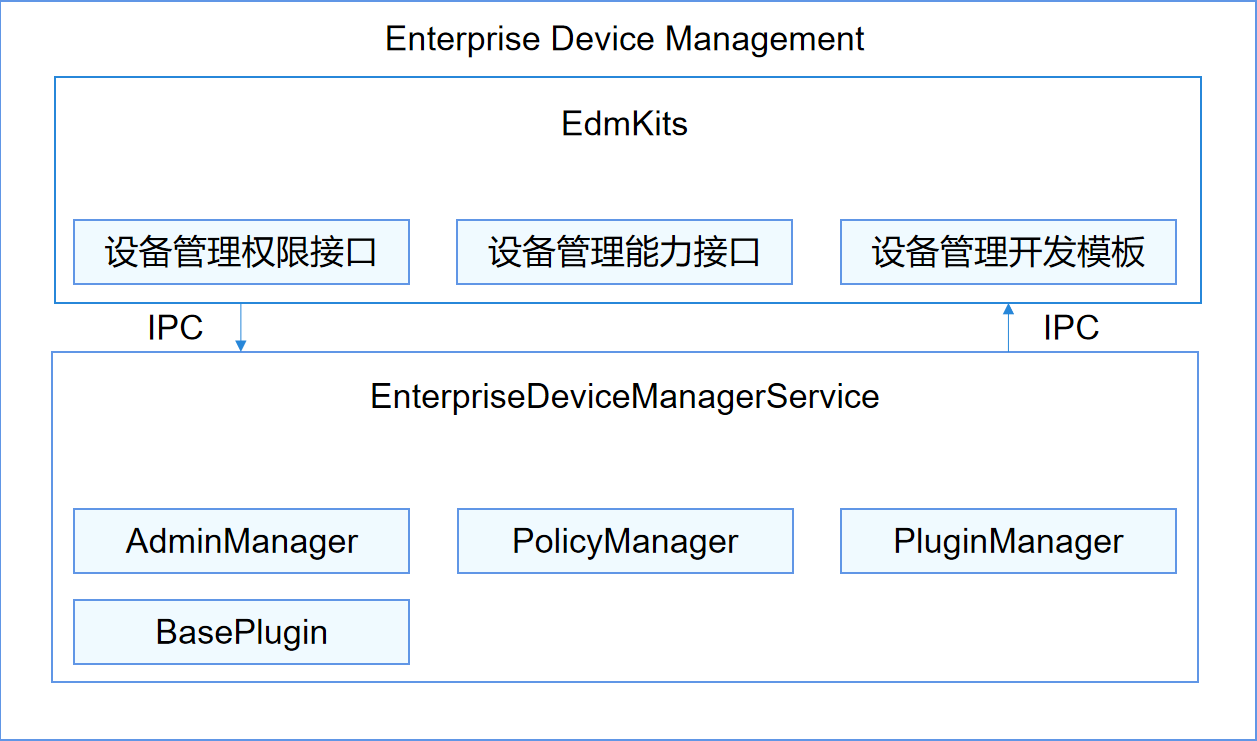 Enterprise Device Management
EdmKits
设备管理权限接口
设备管理能力接口
设备管理开发模板
IPC
IPC
EnterpriseDeviceManagerService
AdminManager
PolicyManager
PluginManager
BasePlugin